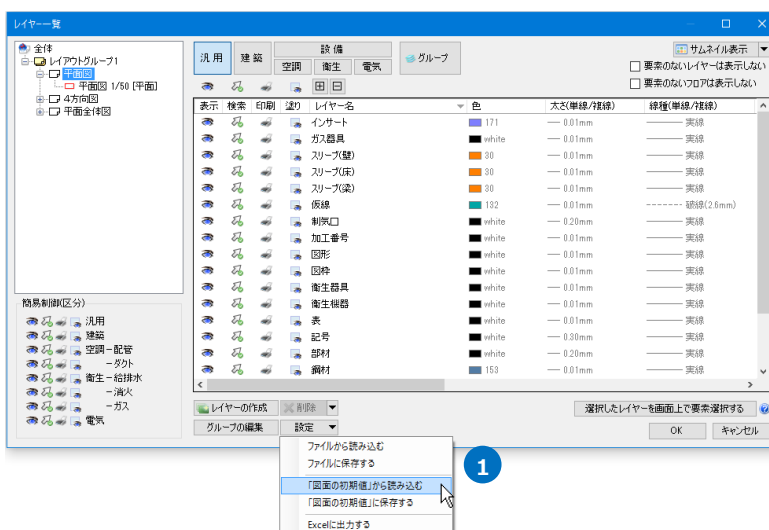 レイヤー一覧
全体
レイアウトグループ1
平面図
平面図 1/50 [平面]
4方向図
平面全体図
簡易制御(区分)
汎用
建築
空調-配管
-ダクト
衛生-給排水
-消火
-ガス
電気
汎用 建築 設備
空調 衛生 電気
グループ
サムネイル表示
要素のないレイヤーは表示しない
要素のないフロアは表示しない
表示 検索 印刷 塗り レイヤー名 色 太さ(単線/複線) 線種(単線/複線)
インサート 171 0.01mm 実線
ガス器具 white 0.01mm 実線
スリーブ(壁) 30 0.01mm 実線
スリーブ(床) 30 0.01mm 実線
スリーブ(梁) 30 0.01mm 実線
仮線 132 0.01mm 破線(2.6mm)
制気口 white 0.20mm 実線
加工番号 white 0.01mm 実線
図形 white 0.01mm 実線
図枠 white 0.01mm 実線
衛生器具 white 0.01mm 実線
衛生機器 white 0.01mm 実線
表 white 0.01mm 実線
記号 white 0.30mm 実線
部材 white 0.20mm 実線
鋼材 153 0.01mm 実線
レイヤーの作成 削除 選択したレイヤーを画面上で要素選択する
グループの編集 設定 OK キャンセル
ファイルから読み込む
ファイルに保存する
「図面の初期値」から読み込む
「図面の初期値」に保存する
Excelに出力する
1